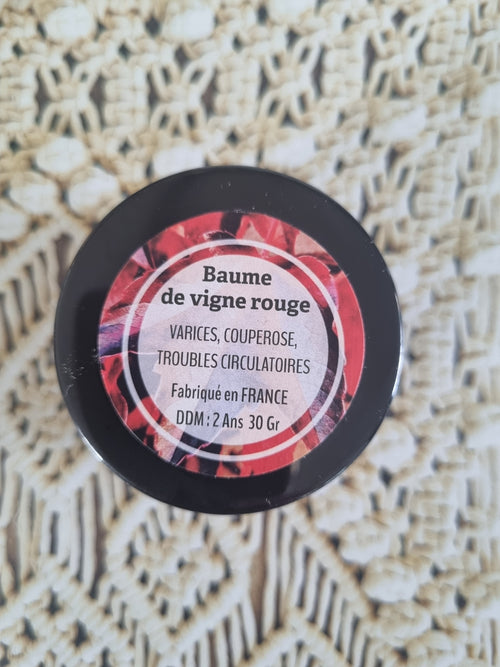 Baume
de vigne rouge
VARICES, COUPEROSE,
TROUBLES CIRCULATOIRES
Fabriqué en FRANCE
DDM : 2 Ans 30 Gr